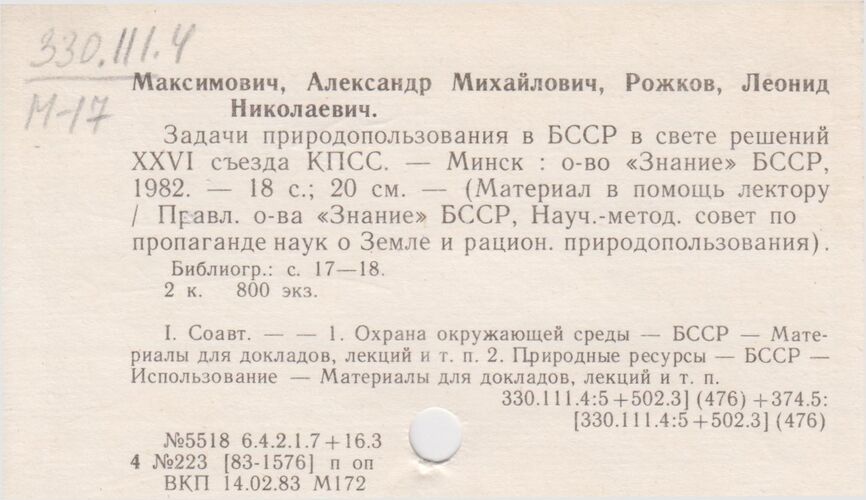 330.111.4
М-17
Максимович, Александр Михайлович, Рожков, Леонид
Николаевич.
Задачи природопользования в БССР в свете решений
XXVI съезда КПСС. — Минск : о-во «Знание» БССР,
1982. — 18 с.; 20 см. — (Материал в помощь лектору
/ Правл. о-ва «Знание» БССР, Науч.-метод. совет по
пропаганде наук о Земле и рацион. природопользования).
Библиогр.: с. 17—18.
2 к. 800 экз.
I. Соавт. — — 1. Охрана окружающей среды — БССР — Мате-
риалы для докладов, лекций и т. п. 2. Природные ресурсы — БССР —
Использование — Материалы для докладов, лекций и т. п.
330.111.4:5+502.3] (476) +374.5:
[330.111.4:5+502.3] (476)
№5518 6.4.2.1.7+16.3
4 №223 [83-1576] п оп
ВКП 14.02.83 М172